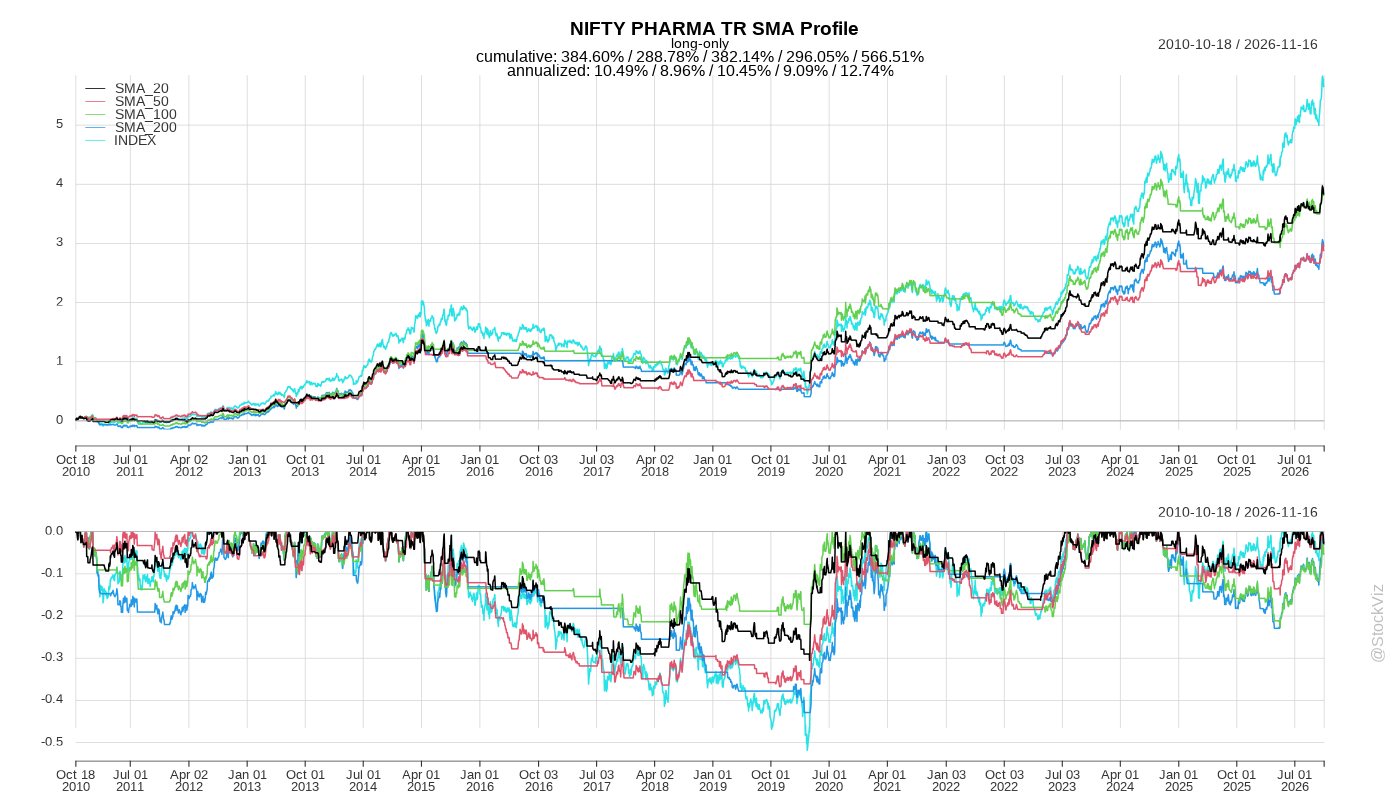 NIFTY PHARMA TR SMA Profile
long-only
cumulative: 384.60% / 288.78% / 382.14% / 296.05% / 566.51%
annualized: 10.49% / 8.96% / 10.45% / 9.09% / 12.74%
2010-10-18 / 2026-11-16
SMA_20
SMA_50
SMA_100
SMA_200
INDEX
5
4
3
2
1
0
Oct 18 Jul 01 Apr 02 Jan 01 Oct 01 Jul 01 Apr 01 Jan 01 Oct 03 Jul 03 Apr 02 Jan 01 Oct 01 Jul 01 Apr 01 Jan 03 Oct 03 Jul 03 Apr 01 Jan 01 Oct 01 Jul 01
2010 2011 2012 2013 2013 2014 2015 2016 2016 2017 2018 2019 2019 2020 2021 2022 2022 2023 2024 2025 2025 2026
2010-10-18 / 2026-11-16
0.0
-0.1
-0.2
-0.3
-0.4
-0.5
Oct 18 Jul 01 Apr 02 Jan 01 Oct 01 Jul 01 Apr 01 Jan 01 Oct 03 Jul 03 Apr 02 Jan 01 Oct 01 Jul 01 Apr 01 Jan 03 Oct 03 Jul 03 Apr 01 Jan 01 Oct 01 Jul 01
2010 2011 2012 2013 2013 2014 2015 2016 2016 2017 2018 2019 2019 2020 2021 2022 2022 2023 2024 2025 2025 2026
@StockViz